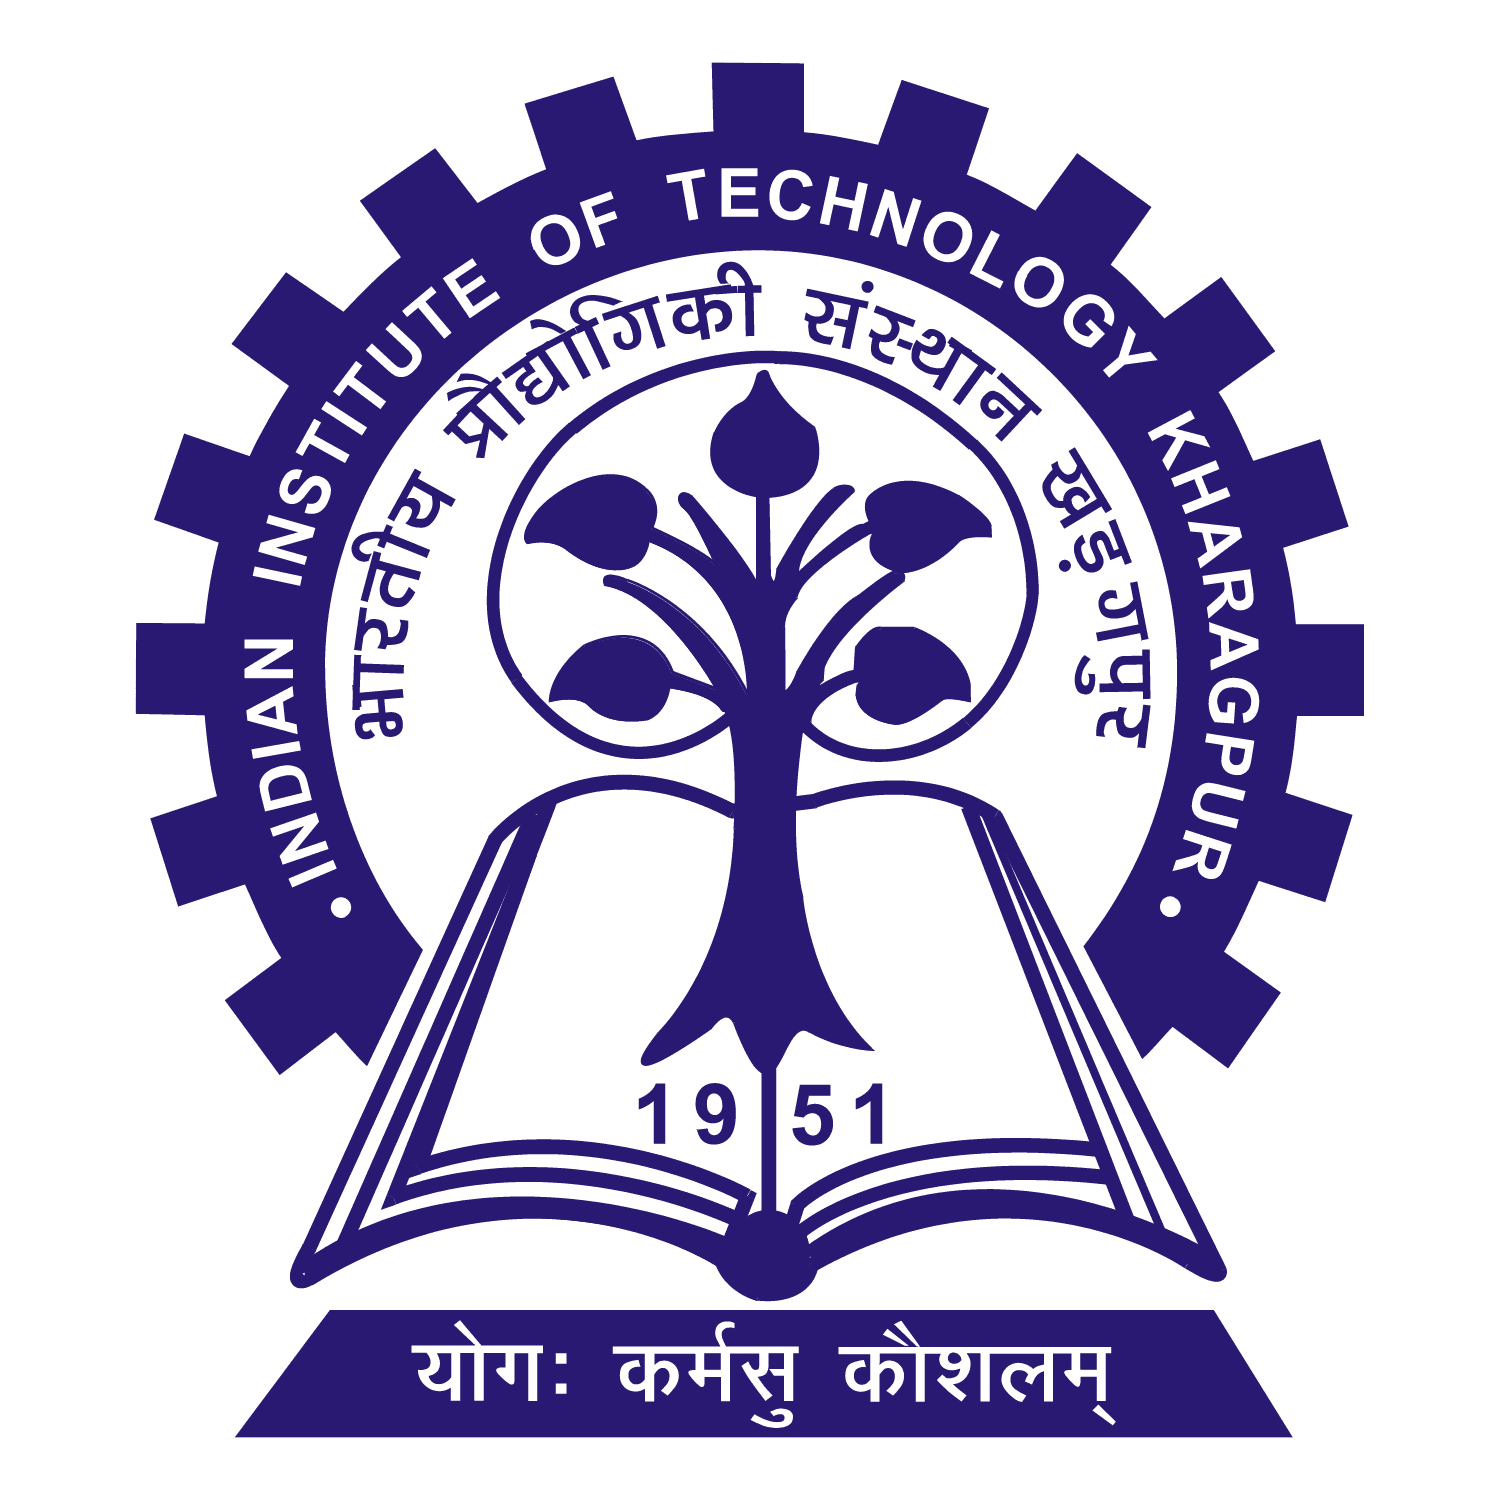 • INDIAN INSTITUTE OF TECHNOLOGY KHARAGPUR •
भारतीय प्रौद्योगिकी संस्थान खड़गपुर
1951
योगः कर्मसु कौशलम्